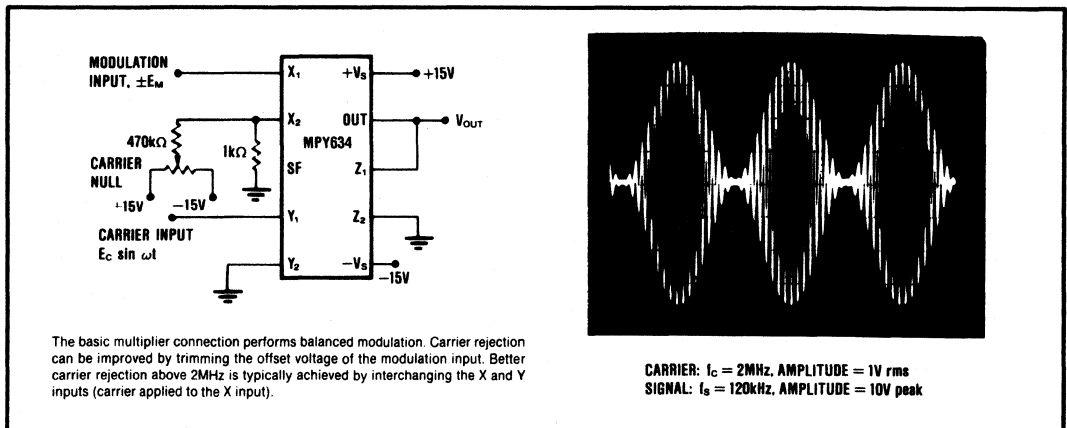 MODULATION
INPUT, ±EM
X1
+VS
+15V
X2
OUT
VOUT
470kΩ
1kΩ
MPY634
CARRIER
NULL
SF
Z1
+15V
−15V
Y1
Z2
CARRIER INPUT
EC sin ωt
Y2
−VS
−15V
The basic multiplier connection performs balanced modulation. Carrier rejection
can be improved by trimming the offset voltage of the modulation input. Better
carrier rejection above 2MHz is typically achieved by interchanging the X and Y
inputs (carrier applied to the X input).
CARRIER: fC = 2MHz, AMPLITUDE = 1V rms
SIGNAL: fS = 120kHz, AMPLITUDE = 10V peak